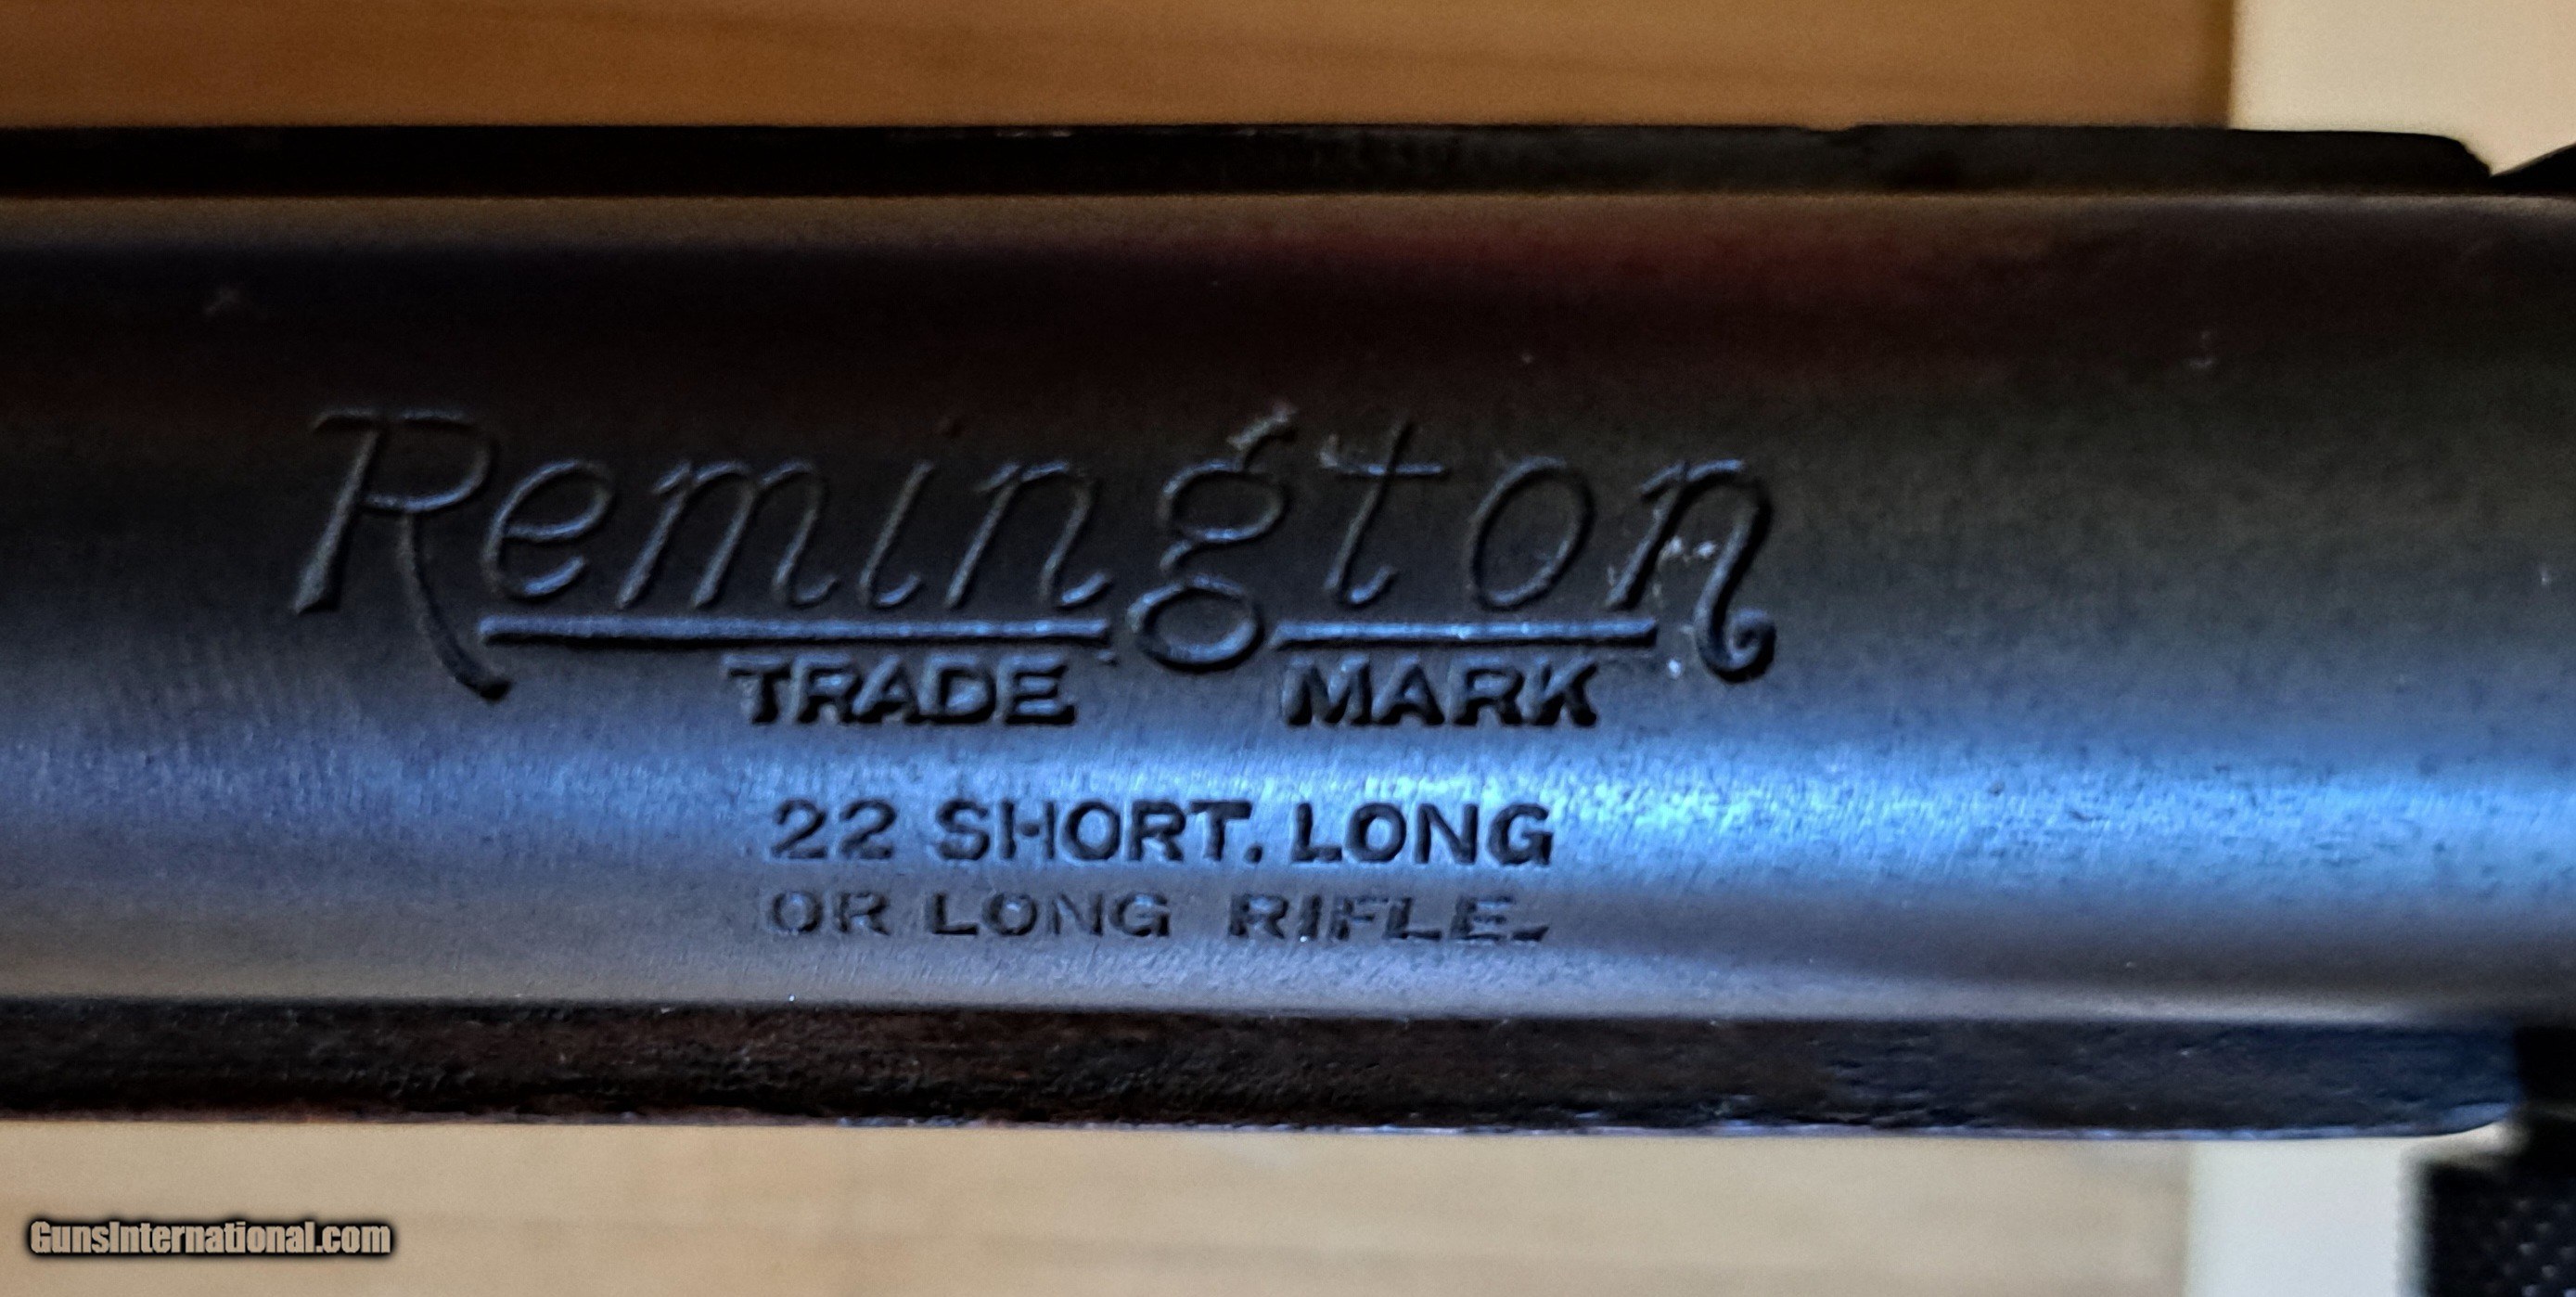 Remington
TRADE MARK
22 SHORT. LONG
OR LONG RIFLE.
GunsInternational.com